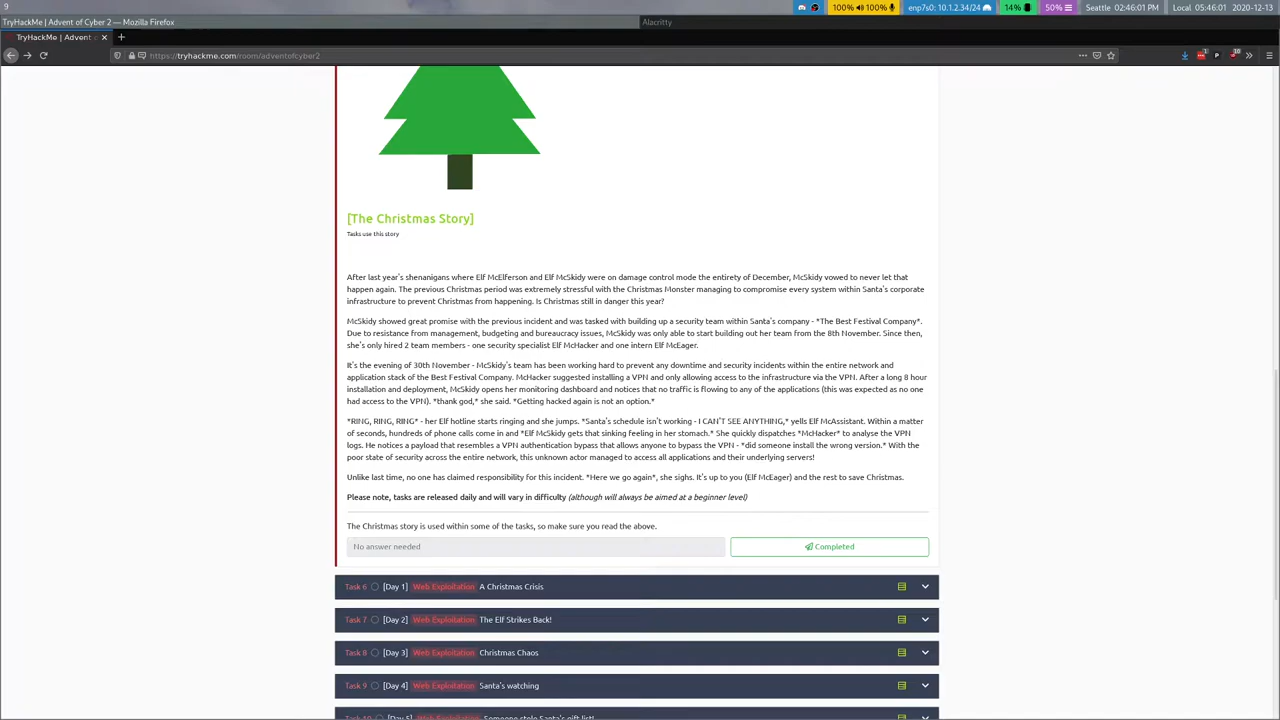 9
100% 100% enp7s0: 10.1.2.34/24 14% 50% Seattle 02:46:01 PM Local 05:46:01 2020-12-13
TryHackMe | Advent of Cyber 2 — Mozilla Firefox Alacritty
TryHackMe | Advent
https://tryhackme.com/room/adventofcyber2
[The Christmas Story]
Tasks use this story
After last year's shenanigans where Elf McElferson and Elf McSkidy were on damage control mode the entirety of December, McSkidy vowed to never let that
happen again. The previous Christmas period was extremely stressful with the Christmas Monster managing to compromise every system within Santa's corporate
infrastructure to prevent Christmas from happening. Is Christmas still in danger this year?
McSkidy showed great promise with the previous incident and was tasked with building up a security team within Santa's company - *The Best Festival Company*.
Due to resistance from management, budgeting and bureaucracy issues, McSkidy was only able to start building out her team from the 8th November. Since then,
she's only hired 2 team members - one security specialist Elf McHacker and one intern Elf McEager.
It's the evening of 30th November - McSkidy's team has been working hard to prevent any downtime and security incidents within the entire network and
application stack of the Best Festival Company. McHacker suggested installing a VPN and only allowing access to the infrastructure via the VPN. After a long 8 hour
installation and deployment, McSkidy opens her monitoring dashboard and notices that no traffic is flowing to any of the applications (this was expected as no one
had access to the VPN). *thank god,* she said. *Getting hacked again is not an option.*
*RING, RING, RING* - her Elf hotline starts ringing and she jumps. *Santa's schedule isn't working - I CAN'T SEE ANYTHING,* yells Elf McAssistant. Within a matter
of seconds, hundreds of phone calls come in and *Elf McSkidy gets that sinking feeling in her stomach.* She quickly dispatches *McHacker* to analyse the VPN
logs. He notices a payload that resembles a VPN authentication bypass that allows anyone to bypass the VPN - *did someone install the wrong version.* With the
poor state of security across the entire network, this unknown actor managed to access all applications and their underlying servers!
Unlike last time, no one has claimed responsibility for this incident. *Here we go again*, she sighs. It's up to you (Elf McEager) and the rest to save Christmas.
Please note, tasks are released daily and will vary in difficulty (although will always be aimed at a beginner level)
The Christmas story is used within some of the tasks, so make sure you read the above.
No answer needed Completed
Task 6 [Day 1] Web Exploitation A Christmas Crisis
Task 7 [Day 2] Web Exploitation The Elf Strikes Back!
Task 8 [Day 3] Web Exploitation Christmas Chaos
Task 9 [Day 4] Web Exploitation Santa's watching
Task 10 [Day 5] Web Exploitation Someone stole Santa's gift list!